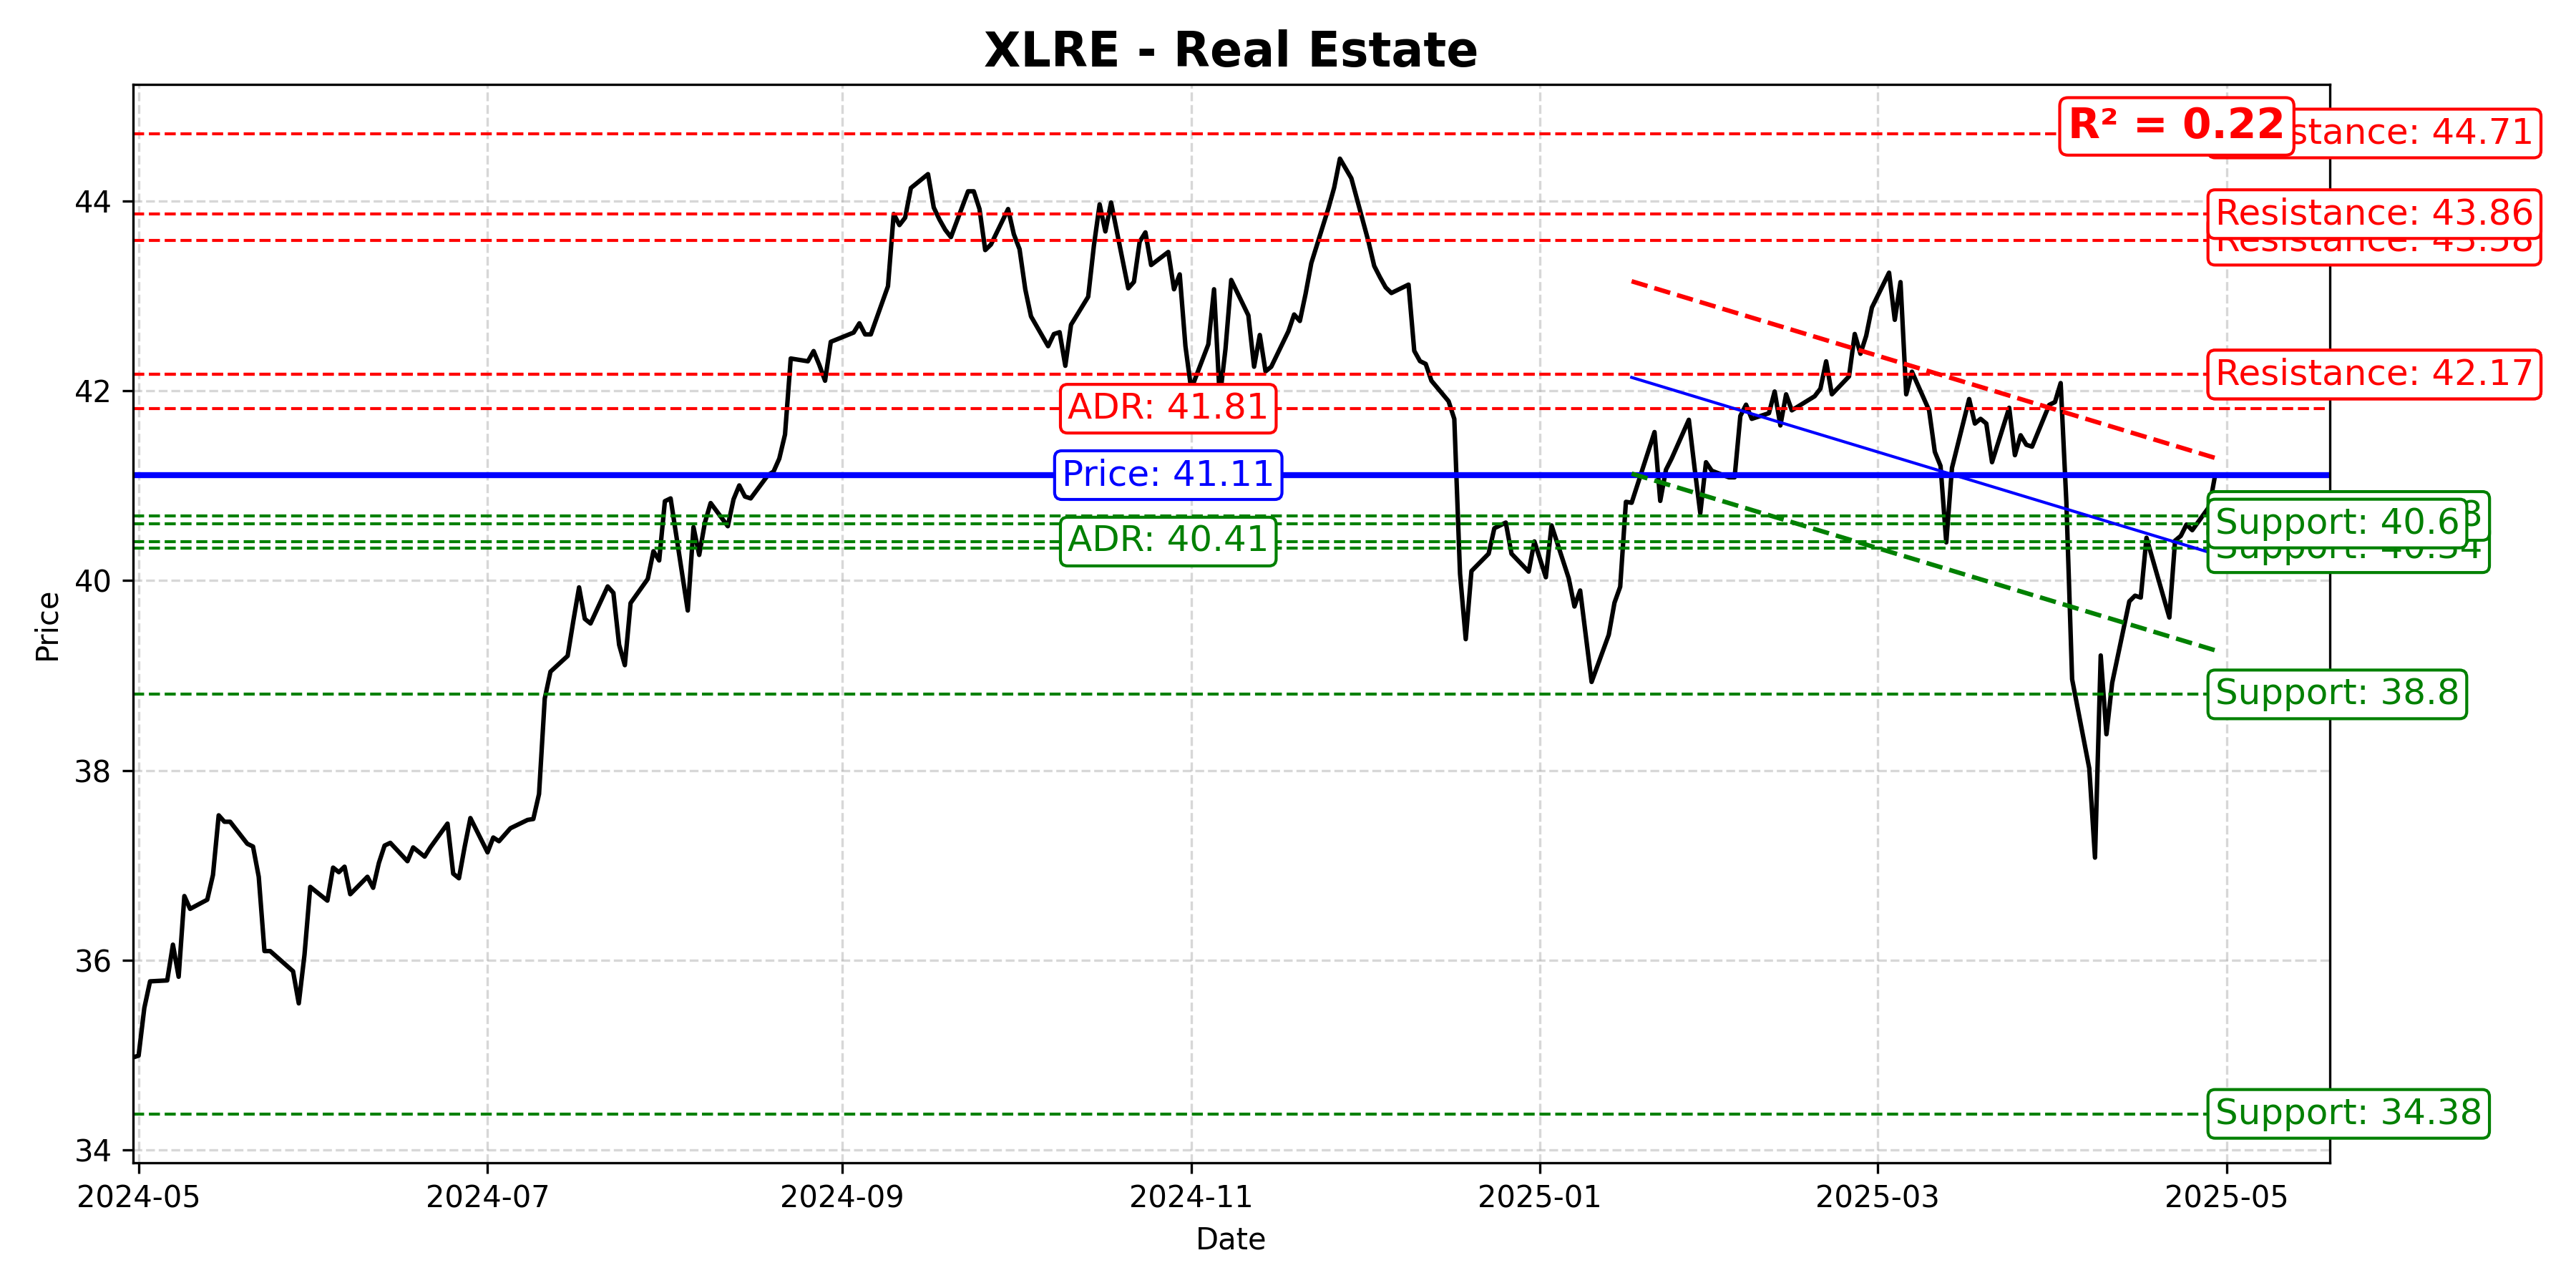 XLRE - Real Estate
R² = 0.22
stance: 44.71
Resistance: 43.86
Resistance: 43.58
Resistance: 42.17
ADR: 41.81
Price: 41.11
Support: 40.6
ADR: 40.41
Support: 40.34
Support: 38.8
Support: 34.38
44
42
40
38
36
34
Price
2024-05
2024-07
2024-09
2024-11
2025-01
2025-03
2025-05
Date